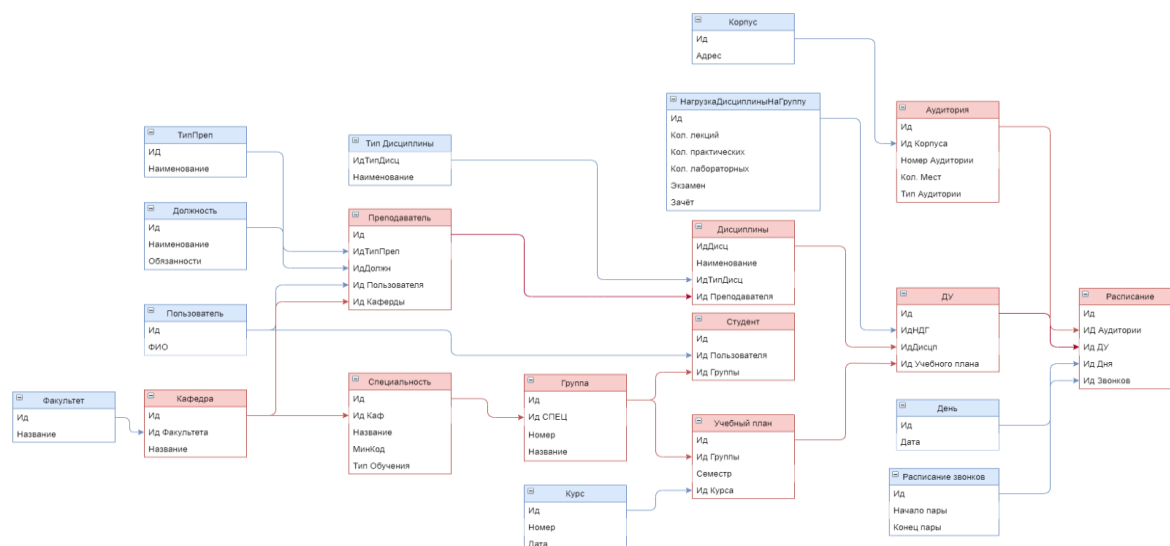 Корпус
Ид
Адрес
НагрузкаДисциплиныНаГруппу
Ид
Кол. лекций
Кол. практических
Кол. лабораторных
Экзамен
Зачёт
Аудитория
Ид
Ид Корпуса
Номер Аудитории
Кол. Мест
Тип Аудитории
ТипПреп
ИД
Наименование
Тип Дисциплины
ИдТипДисц
Наименование
Должность
Ид
Наименование
Обязанности
Преподаватель
Ид
ИдТипПреп
ИдДолжн
Ид Пользователя
Ид Каферды
Дисциплины
ИдДисц
Наименование
ИдТипДисц
Ид Преподавателя
Пользователь
Ид
ФИО
Студент
Ид
Ид Пользователя
Ид Группы
ДУ
Ид
ИдНДГ
ИдДисцп
Ид Учебного плана
Расписание
Ид
ИД Аудитории
Ид ДУ
Ид Дня
Ид Звонков
Факультет
Ид
Название
Кафедра
Ид
Ид Факультета
Название
Специальность
Ид
Ид Каф
Название
МинКод
Тип Обучения
Группа
Ид
Ид СПЕЦ
Номер
Название
Учебный план
Ид
Ид Группы
Семестр
Ид Курса
День
Ид
Дата
Курс
Ид
Номер
Дата
Расписание звонков
Ид
Начало пары
Конец пары